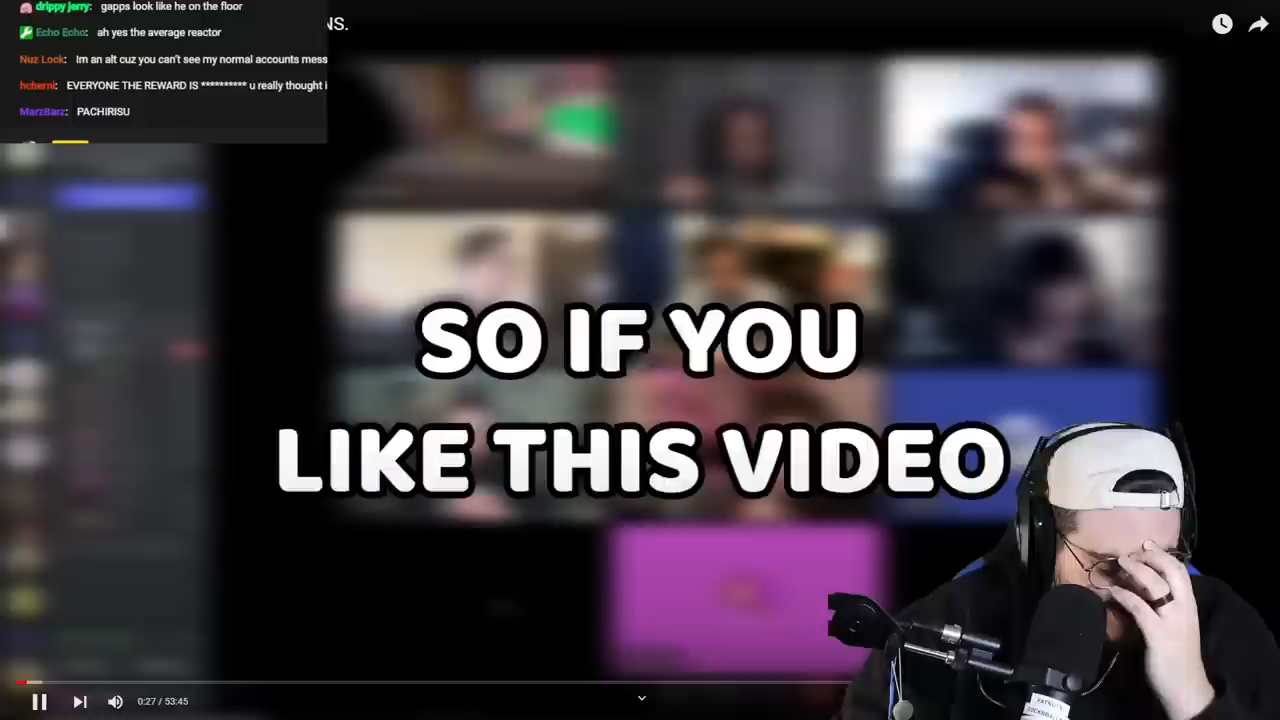 drippy jerry: gapps look like he on the floor
NS.
Echo Echo: ah yes the average reactor
Nuz Lock: Im an alt cuz you can't see my normal accounts mess
hcherni: EVERYONE THE REWARD IS ********** u really thought i
MarzBarz: PACHIRISU
SO IF YOU
LIKE THIS VIDEO
0:27 / 53:45